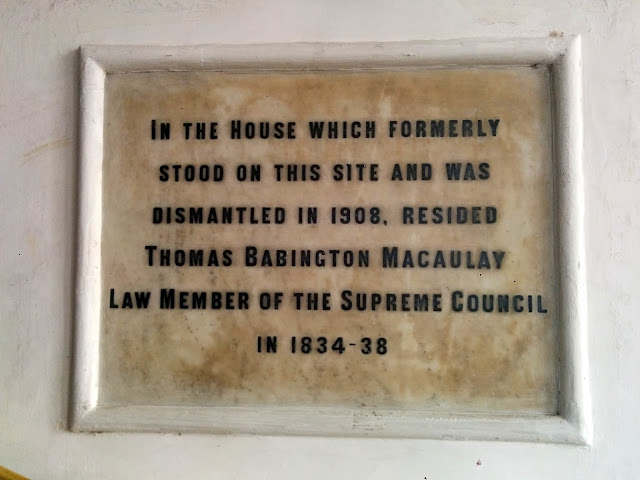 In the House which formerly
stood on this site and was
dismantled in 1908, resided
Thomas Babington Macaulay
Law Member of the Supreme Council
in 1834-38